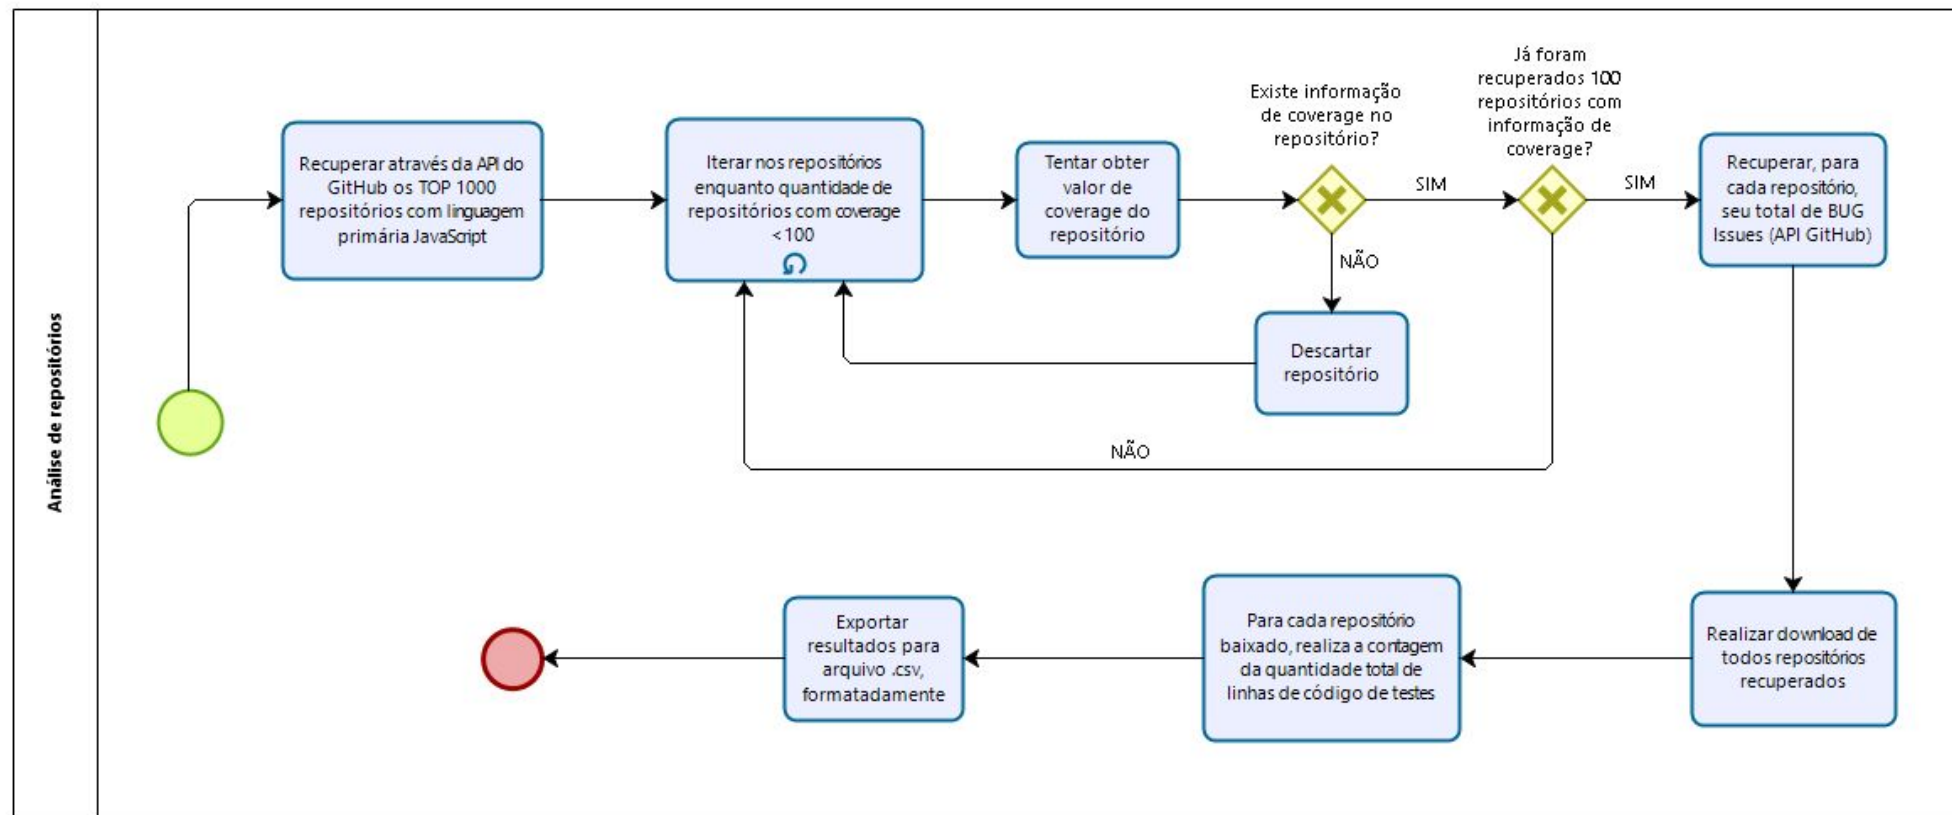 Análise de repositórios
Recuperar através da API do
GitHub os TOP 1000
repositórios com linguagem
primária JavaScript
Iterar nos repositórios
enquanto quantidade de
repositórios com coverage
<100
Tentar obter
valor de
coverage do
repositório
Existe informação
de coverage no
repositório?
SIM
NÃO
Descartar
repositório
Já foram
recuperados 100
repositórios com
informação de
coverage?
SIM
NÃO
Recuperar, para
cada repositório,
seu total de BUG
Issues (API GitHub)
Realizar download de
todos repositórios
recuperados
Para cada repositório
baixado, realiza a contagem
da quantidade total de
linhas de código de testes
Exportar
resultados para
arquivo .csv,
formatadamente